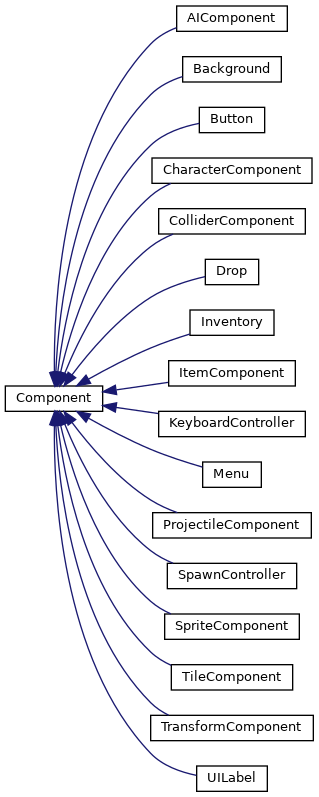 AIComponent
Background
Button
CharacterComponent
ColliderComponent
Drop
Inventory
ItemComponent
Component
KeyboardController
Menu
ProjectileComponent
SpawnController
SpriteComponent
TileComponent
TransformComponent
UILabel